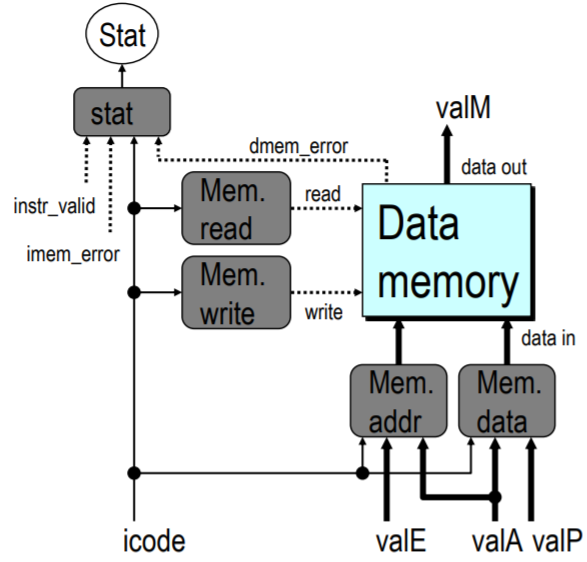 Stat
stat
valM
dmem_error
data out
instr_valid
Mem.
read
read
Data
memory
imem_error
Mem.
write
write
data in
Mem.
addr
Mem.
data
icode
valE
valA
valP